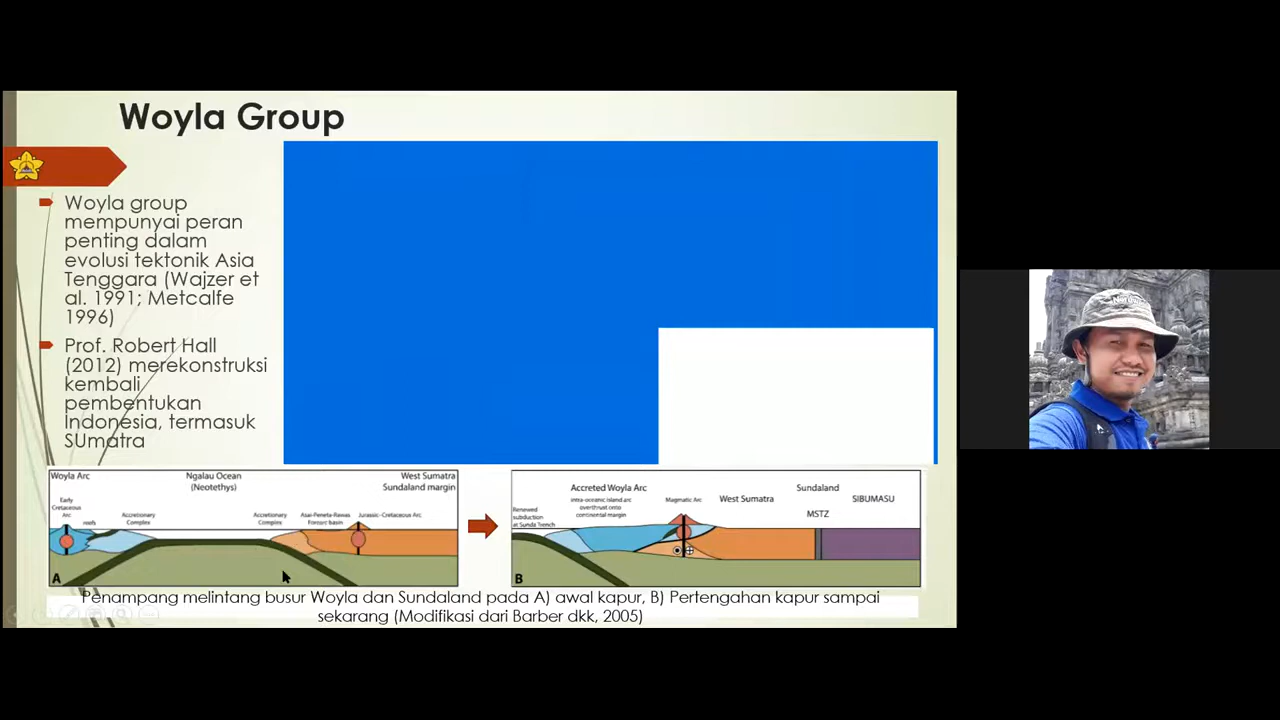 Woyla Group
Woyla group
mempunyai peran
penting dalam
evolusi tektonik Asia
Tenggara (Wajzer et
al. 1991; Metcalfe
1996)
Prof. Robert Hall
(2012) merekonstruksi
kembali
pembentukan
Indonesia, termasuk
SUmatra
Woyla Arc
Ngalau Ocean
(Neotethys)
West Sumatra
Sundaland margin
Early
Cretaceous
Arc
reefs
Accretionary
Complex
Accretionary
Complex
Asai-Peneta-Rawas
Forearc basin
Jurassic-Cretaceous Arc
A
Accreted Woyla Arc
intra-oceanic island arc
overthrust onto
continental margin
Renewed
subduction
at Sunda Trench
Magmatic Arc
West Sumatra
Sundaland
SIBUMASU
MSTZ
B
Penampang melintang busur Woyla dan Sundaland pada A) awal kapur, B) Pertengahan kapur sampai
sekarang (Modifikasi dari Barber dkk, 2005)